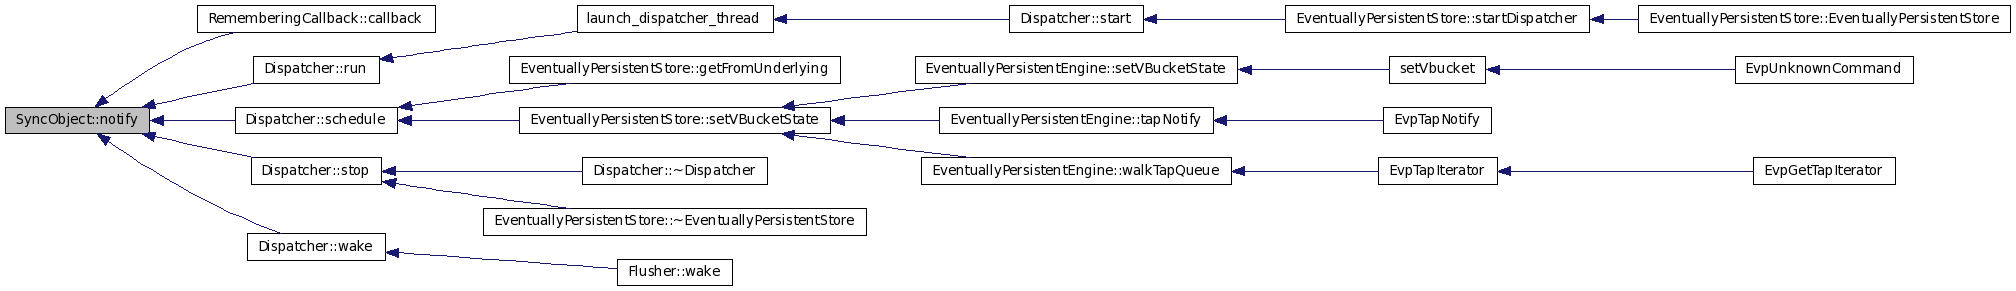 RememberingCallback::callback
launch_dispatcher_thread
Dispatcher::start
EventuallyPersistentStore::startDispatcher
EventuallyPersistentStore::EventuallyPersistentStore
Dispatcher::run
EventuallyPersistentStore::getFromUnderlying
EventuallyPersistentEngine::setVBucketState
setVbucket
EvpUnknownCommand
SyncObject::notify
Dispatcher::schedule
EventuallyPersistentStore::setVBucketState
EventuallyPersistentEngine::tapNotify
EvpTapNotify
Dispatcher::stop
Dispatcher::~Dispatcher
EventuallyPersistentEngine::walkTapQueue
EvpTapIterator
EvpGetTapIterator
EventuallyPersistentStore::~EventuallyPersistentStore
Dispatcher::wake
Flusher::wake